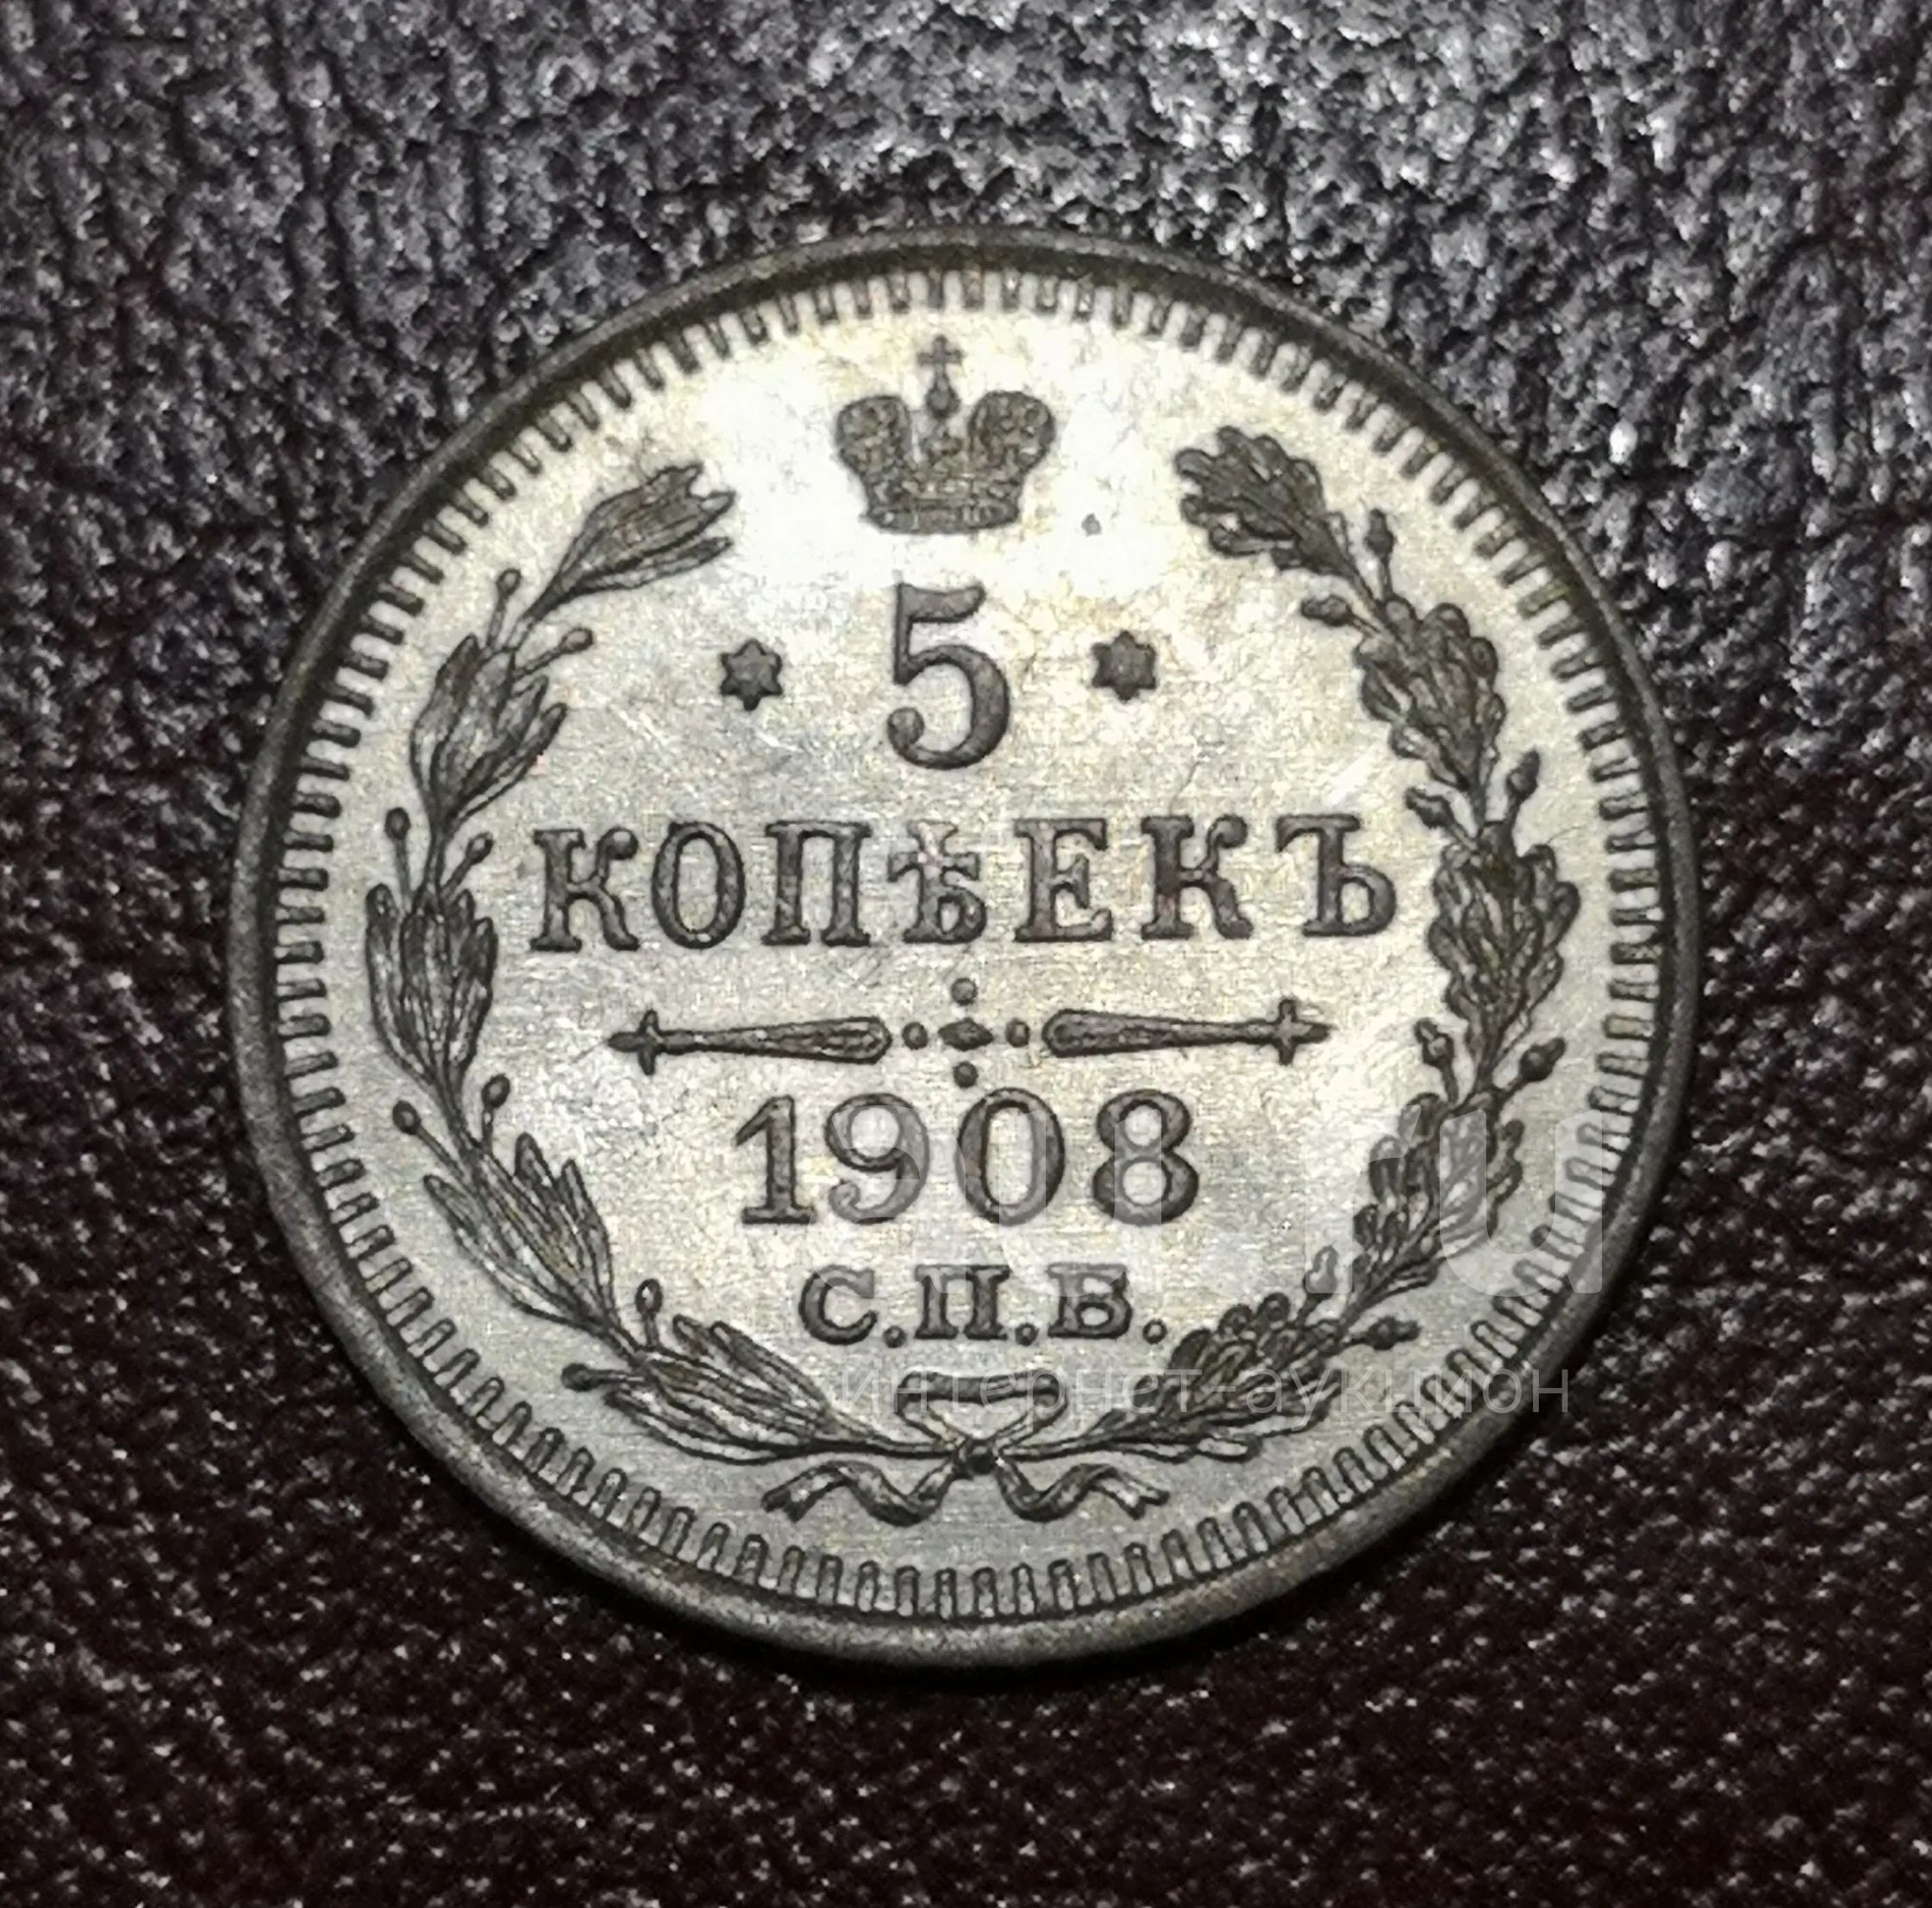 5
КОПѢЕКЪ
1908
С.П.Б.
интернет-аукцион